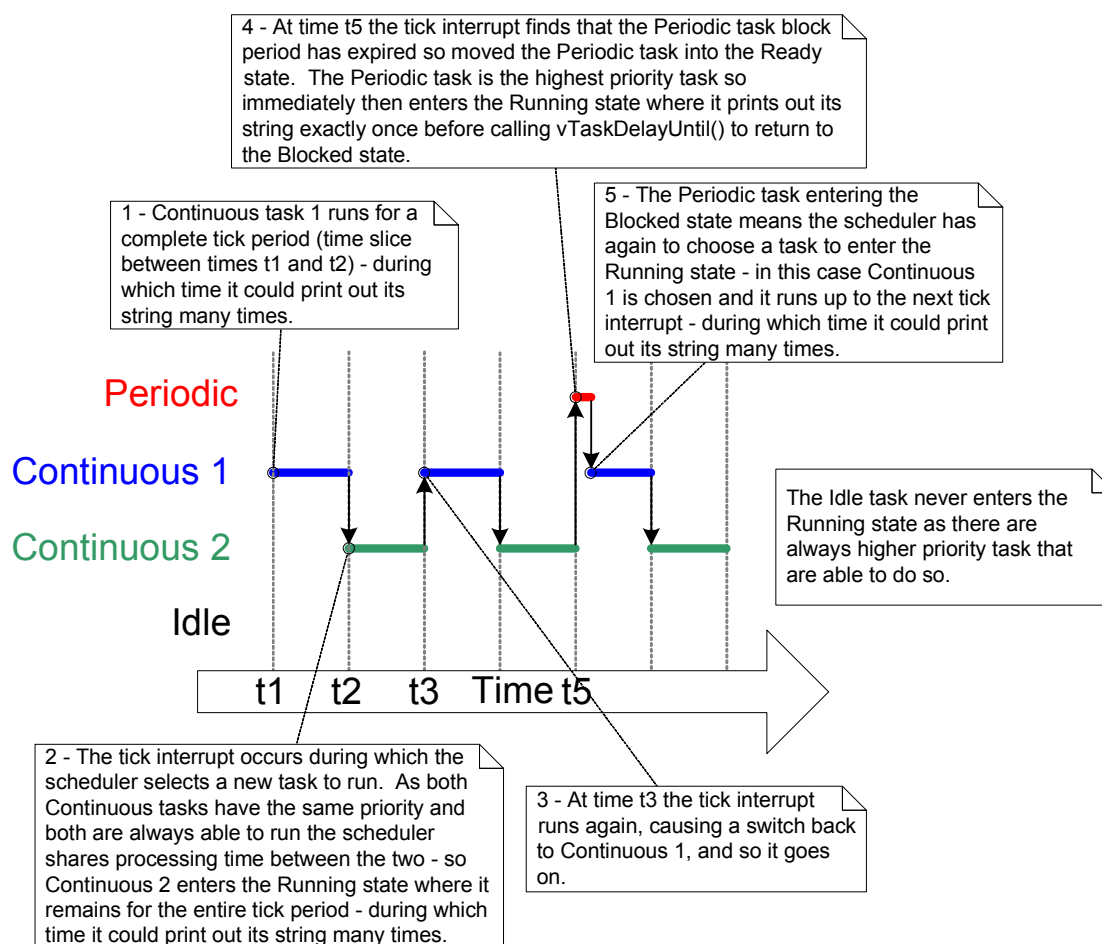 4 - At time t5 the tick interrupt finds that the Periodic task block
period has expired so moved the Periodic task into the Ready
state.  The Periodic task is the highest priority task so
immediately then enters the Running state where it prints out its
string exactly once before calling vTaskDelayUntil() to return to
the Blocked state.
1 - Continuous task 1 runs for a
complete tick period (time slice
between times t1 and t2) - during
which time it could print out its
string many times.
5 - The Periodic task entering the
Blocked state means the scheduler has
again to choose a task to enter the
Running state - in this case Continuous
1 is chosen and it runs up to the next tick
interrupt - during which time it could print
out its string many times.
Periodic
Continuous 1
Continuous 2
Idle
The Idle task never enters the
Running state as there are
always higher priority task that
are able to do so.
t1 t2 t3 Time t5
2 - The tick interrupt occurs during which the
scheduler selects a new task to run.  As both
Continuous tasks have the same priority and
both are always able to run the scheduler
shares processing time between the two - so
Continuous 2 enters the Running state where it
remains for the entire tick period - during which
time it could print out its string many times.
3 - At time t3 the tick interrupt
runs again, causing a switch back
to Continuous 1, and so it goes
on.